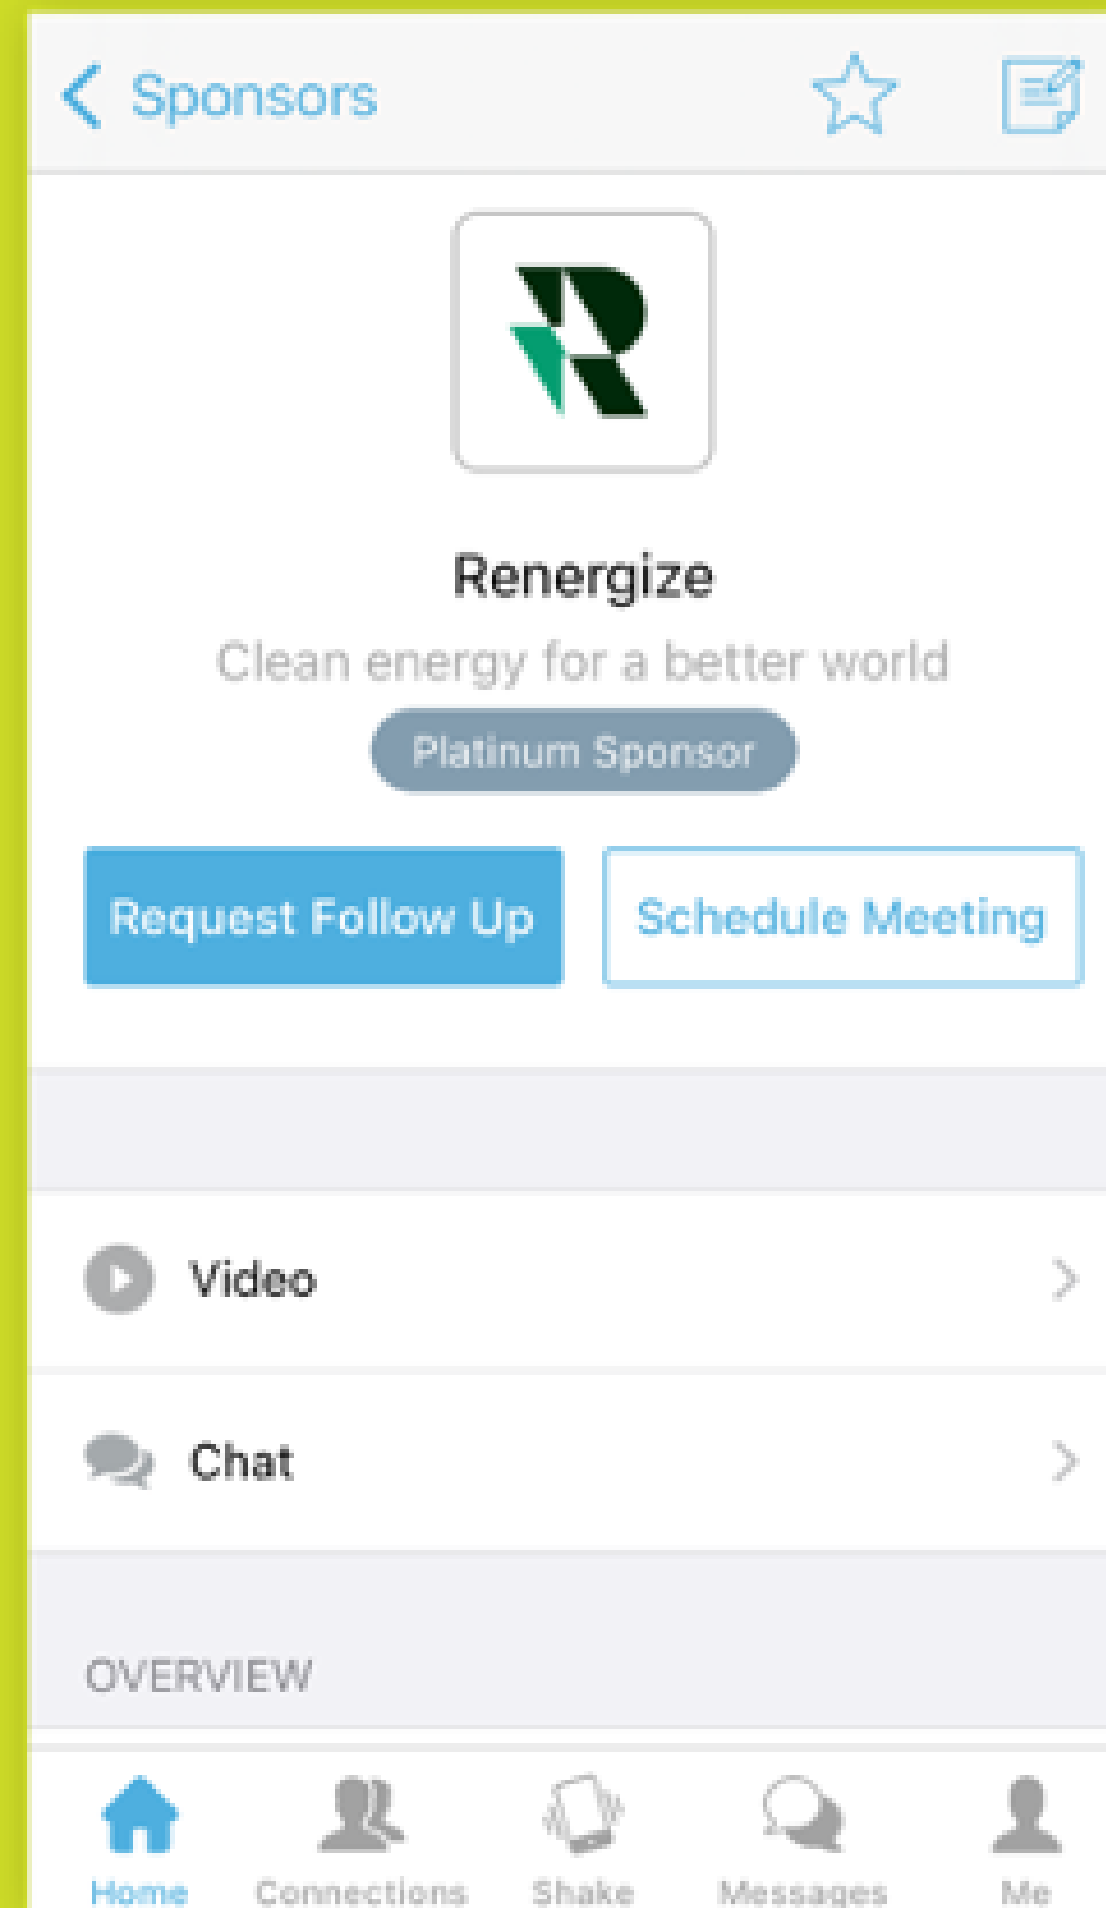 Sponsors
Renergize
Clean energy for a better world
Platinum Sponsor
Request Follow Up
Schedule Meeting
Video
Chat
OVERVIEW
Home Connections Shake Messages Me